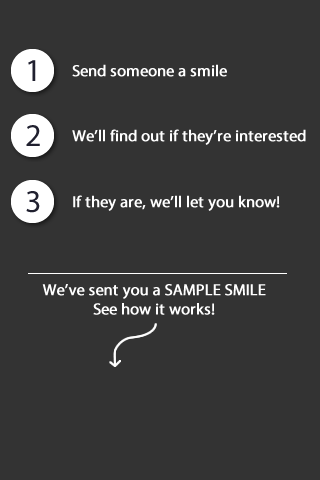 1 Send someone a smile
2 We'll find out if they're interested
3 If they are, we'll let you know!
We've sent you a SAMPLE SMILE
See how it works!